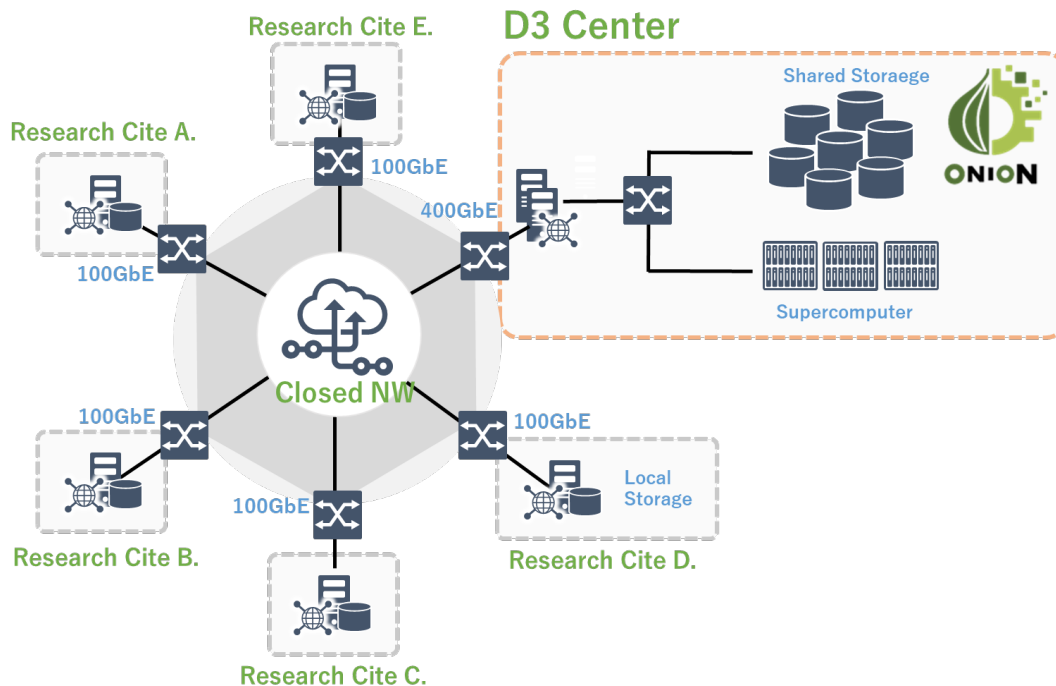 Research Cite E.
D3 Center
Shared Storaege
ONION
Research Cite A.
100GbE
400GbE
100GbE
Supercomputer
Closed NW
100GbE
100GbE
Local
Storage
100GbE
Research Cite B.
Research Cite D.
Research Cite C.